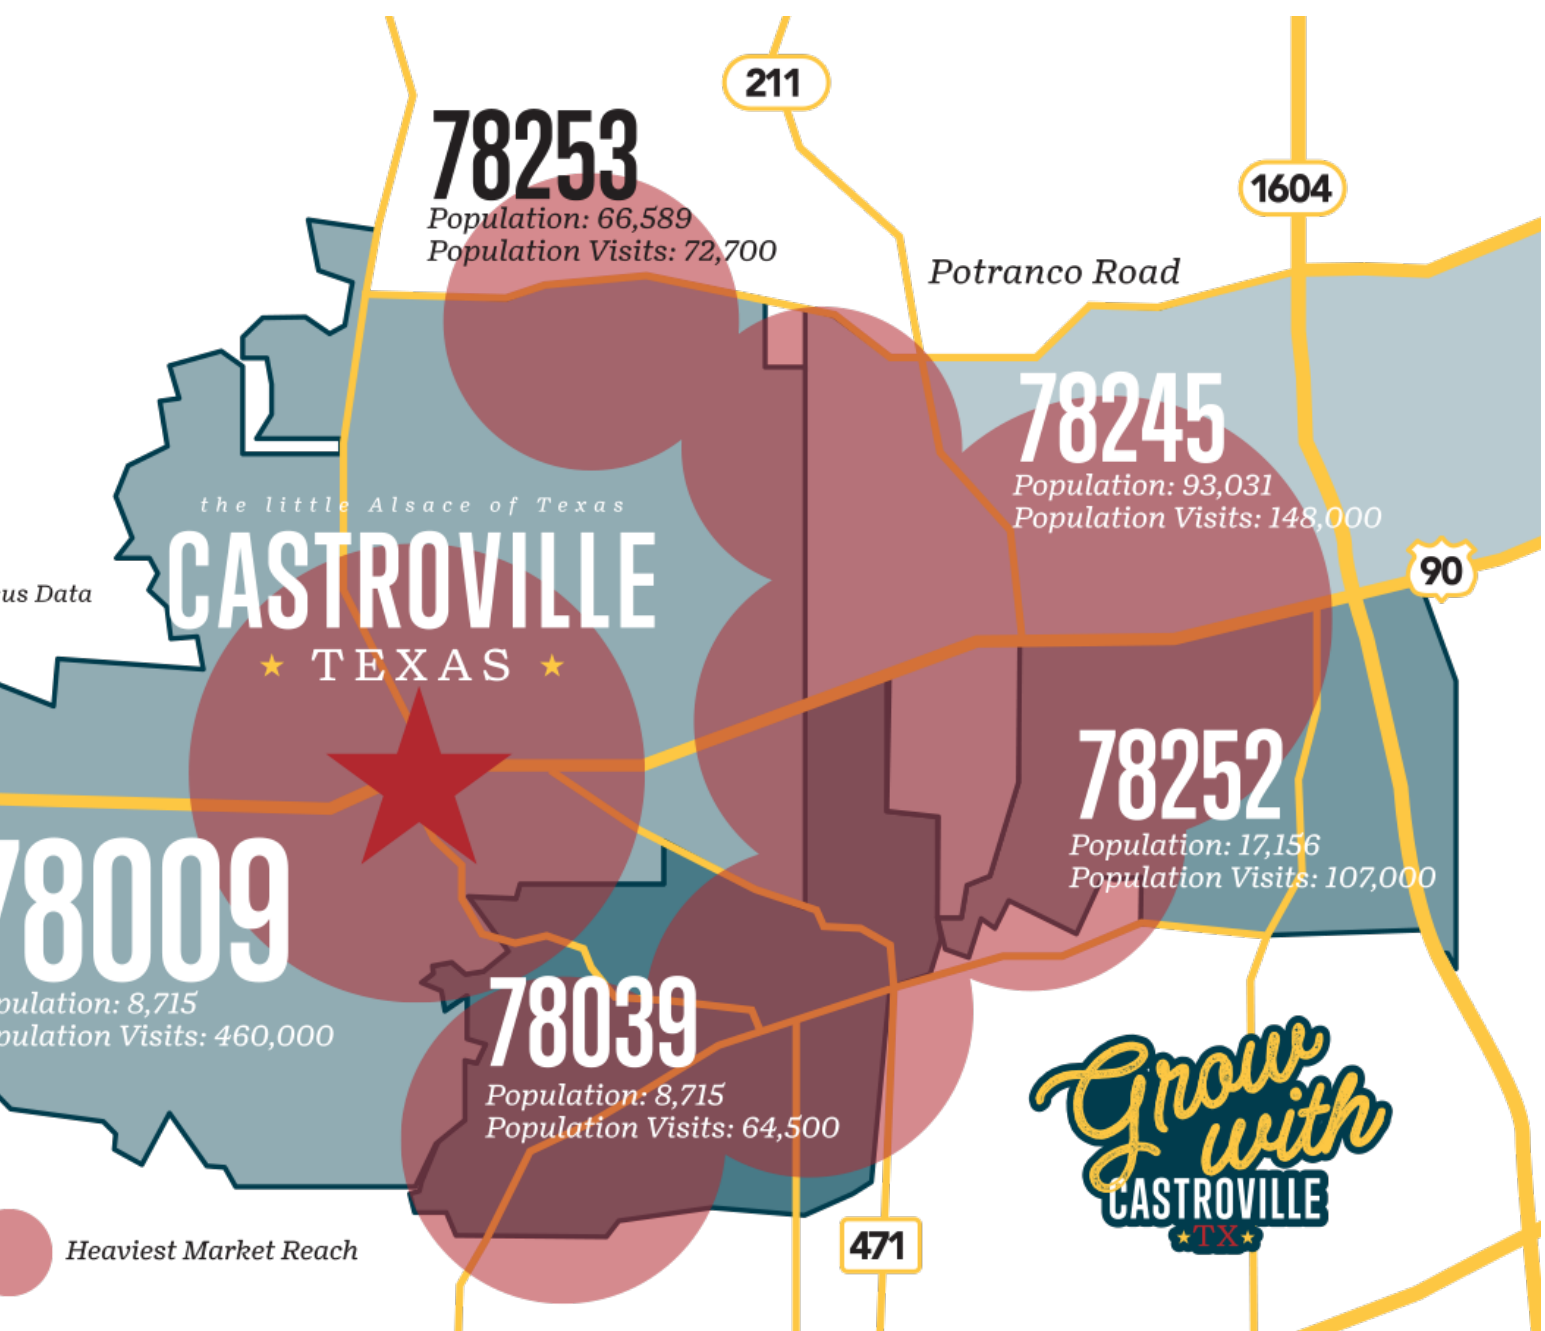 211
78253
1604
Population: 66,589
Population Visits: 72,700
Potranco Road
78245
Population: 93,031
Population Visits: 148,000
the little Alsace of Texas
CASTROVILLE
TEXAS
90
us Data
78252
Population: 17,156
Population Visits: 107,000
78009
pulation: 8,715
pulation Visits: 460,000
78039
Population: 8,715
Population Visits: 64,500
Grow
with
CASTROVILLE
TX
471
Heaviest Market Reach